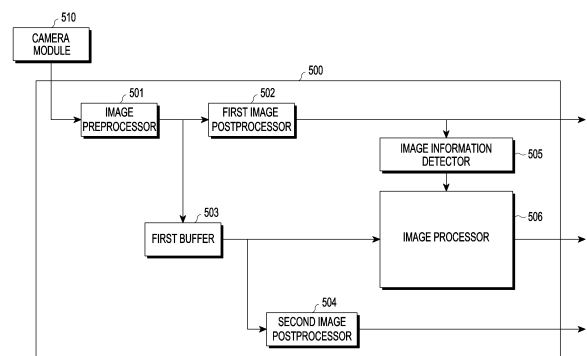 510
CAMERA
MODULE
500
501
IMAGE
PREPROCESSOR
502
FIRST IMAGE
POSTPROCESSOR
IMAGE INFORMATION
DETECTOR
505
503
FIRST BUFFER
506
IMAGE PROCESSOR
504
SECOND IMAGE
POSTPROCESSOR